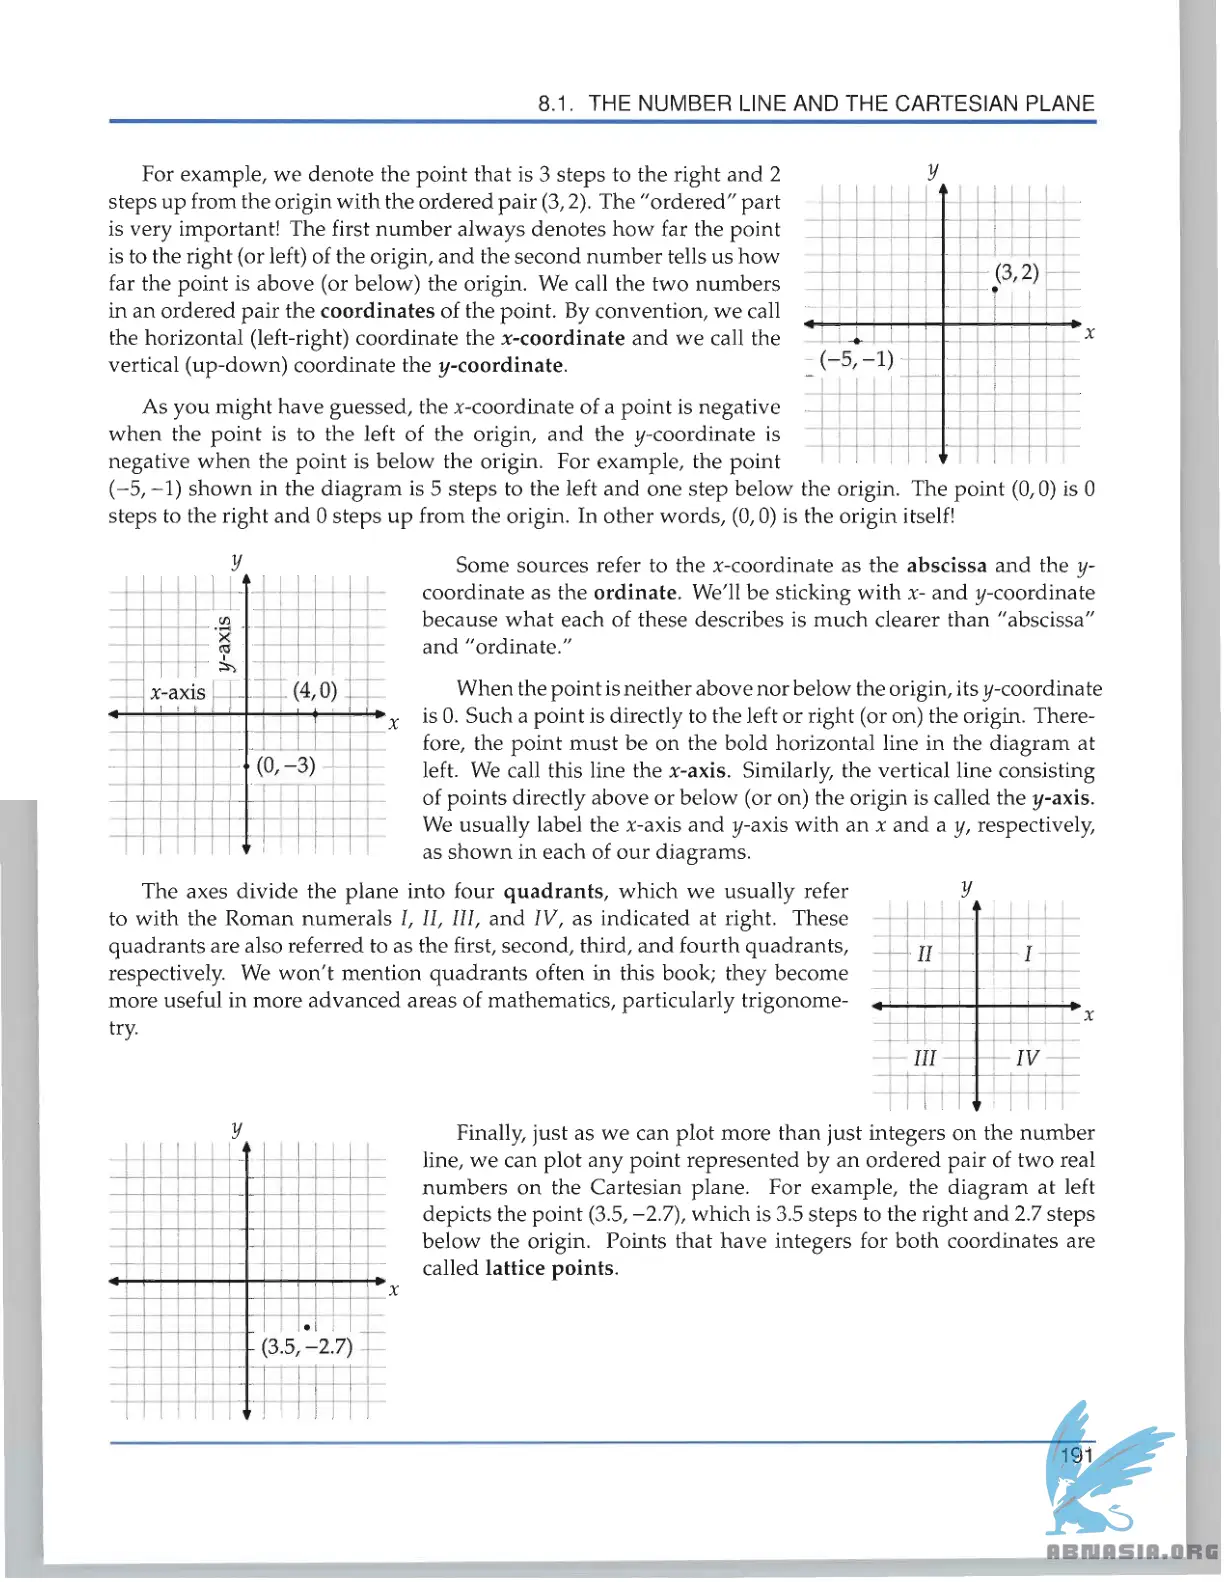 8.1. THE NUMBER LINE AND THE CARTESIAN PLANE
For example, we denote the point that is 3 steps to the right and 2
steps up from the origin with the ordered pair (3, 2). The "ordered" part
is very important! The first number always denotes how far the point
is to the right (or left) of the origin, and the second number tells us how
far the point is above (or below) the origin. We call the two numbers
in an ordered pair the coordinates of the point. By convention, we call
the horizontal (left-right) coordinate the x-coordinate and we call the
vertical (up-down) coordinate the y-coordinate.
y
(3, 2)
x
(−5, −1)
As you might have guessed, the x-coordinate of a point is negative
when the point is to the left of the origin, and the y-coordinate is
negative when the point is below the origin. For example, the point
(−5, −1) shown in the diagram is 5 steps to the left and one step below the origin. The point (0, 0) is 0
steps to the right and 0 steps up from the origin. In other words, (0, 0) is the origin itself!
y
y-axis
x-axis
(4, 0)
x
(0, −3)
Some sources refer to the x-coordinate as the abscissa and the y-
coordinate as the ordinate. We'll be sticking with x- and y-coordinate
because what each of these describes is much clearer than "abscissa"
and "ordinate."
When the point is neither above nor below the origin, its y-coordinate
is 0. Such a point is directly to the left or right (or on) the origin. There-
fore, the point must be on the bold horizontal line in the diagram at
left. We call this line the x-axis. Similarly, the vertical line consisting
of points directly above or below (or on) the origin is called the y-axis.
We usually label the x-axis and y-axis with an x and a y, respectively,
as shown in each of our diagrams.
The axes divide the plane into four quadrants, which we usually refer
to with the Roman numerals I, II, III, and IV, as indicated at right. These
quadrants are also referred to as the first, second, third, and fourth quadrants,
respectively. We won't mention quadrants often in this book; they become
more useful in more advanced areas of mathematics, particularly trigonome-
try.
y
II
I
x
III
IV
y
x
(3.5, −2.7)
Finally, just as we can plot more than just integers on the number
line, we can plot any point represented by an ordered pair of two real
numbers on the Cartesian plane. For example, the diagram at left
depicts the point (3.5, −2.7), which is 3.5 steps to the right and 2.7 steps
below the origin. Points that have integers for both coordinates are
called lattice points.
191
ABNASIA.ORG